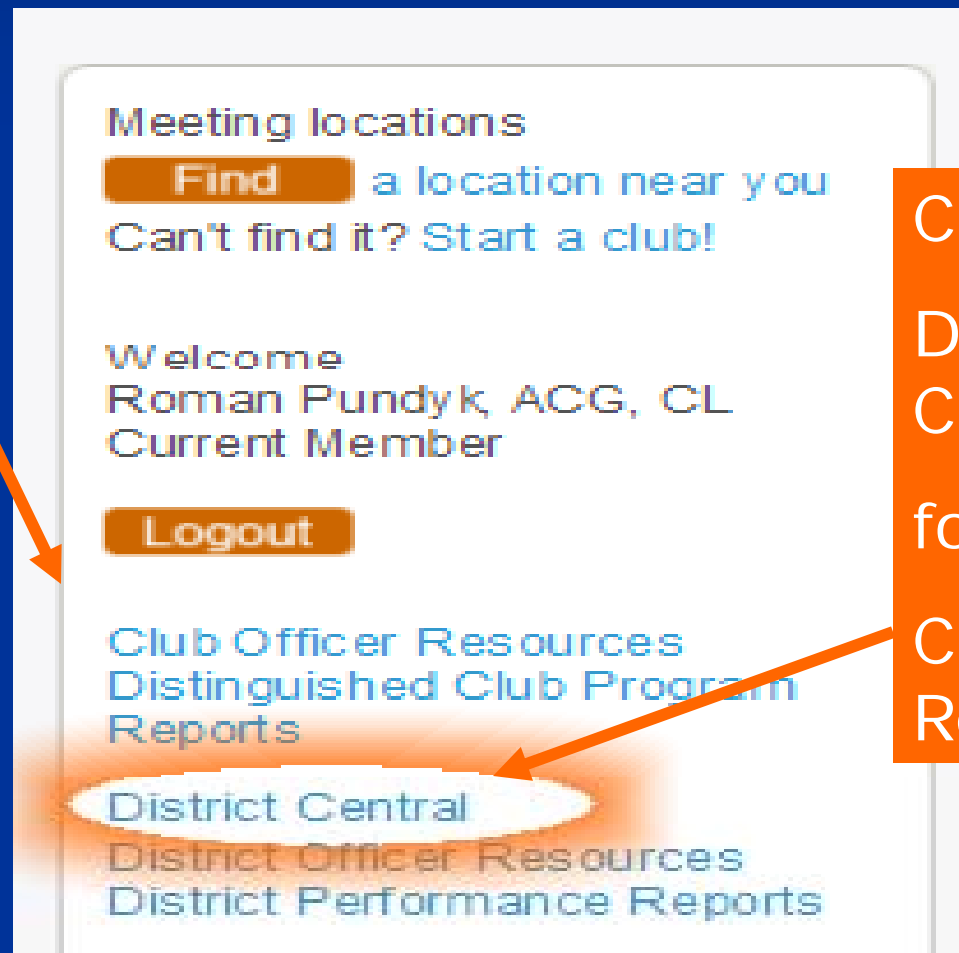 Meeting locations
Find a location near you
Can't find it? Start a club!
Welcome
Roman Pundyk, ACG, CL
Current Member
Logout
Club Officer Resources
Distinguished Club Program
Reports
District Central
District Officer Resources
District Performance Reports